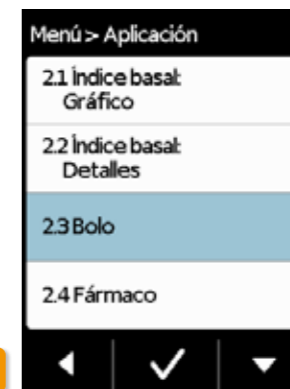 Menú > Aplicación
2.1 Índice basal:
Gráfico
2.2 Índice basal:
Detalles
2.3 Bolo
2.4 Fármaco